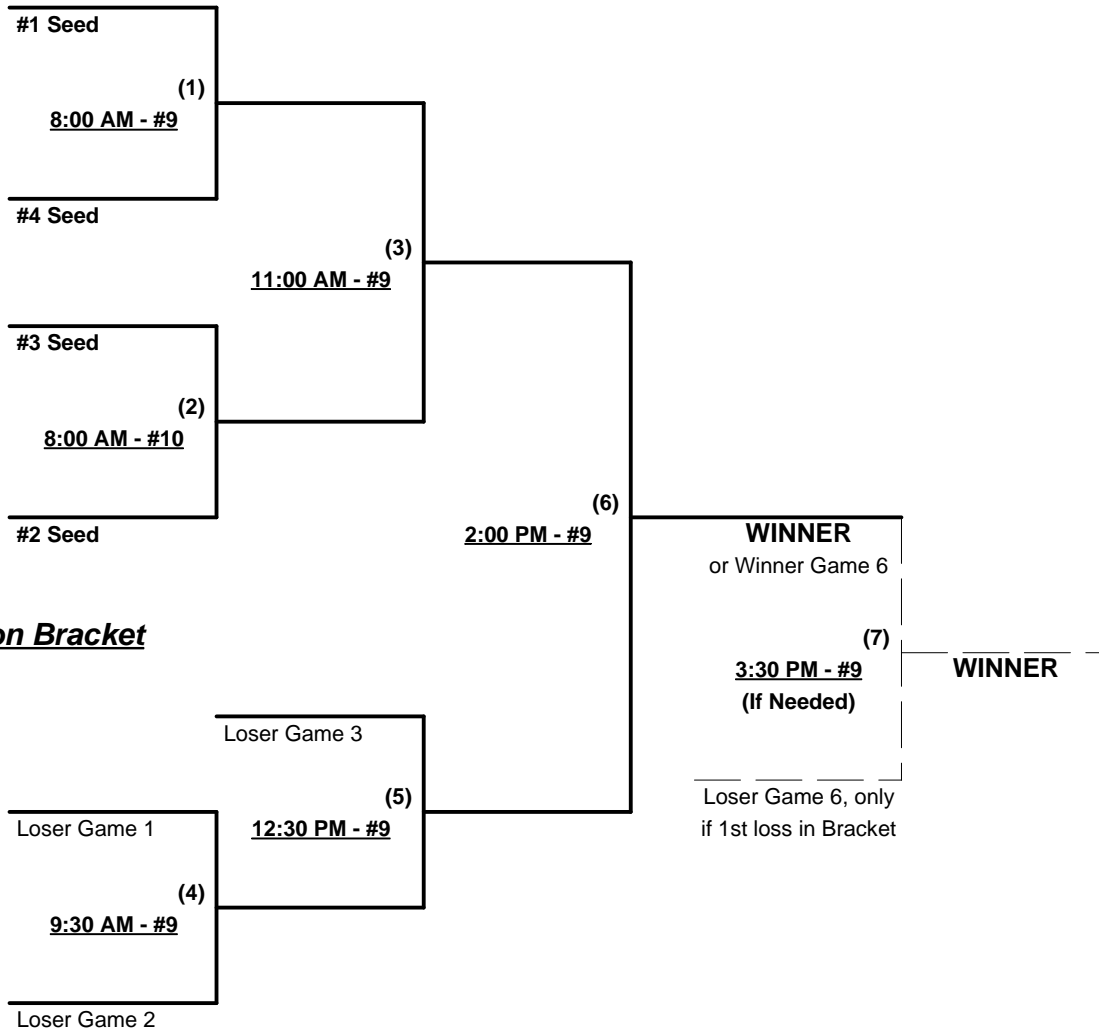 #1 Seed
(1)
8:00 AM - #9
#4 Seed
(3)
11:00 AM - #9
#3 Seed
(2)
8:00 AM - #10
#2 Seed
(6)
2:00 PM - #9
WINNER
or Winner Game 6
(7)
3:30 PM - #9
(If Needed)
WINNER
Loser Game 6, only
if 1st loss in Bracket
on Bracket
Loser Game 3
(5)
12:30 PM - #9
Loser Game 1
(4)
9:30 AM - #9
Loser Game 2